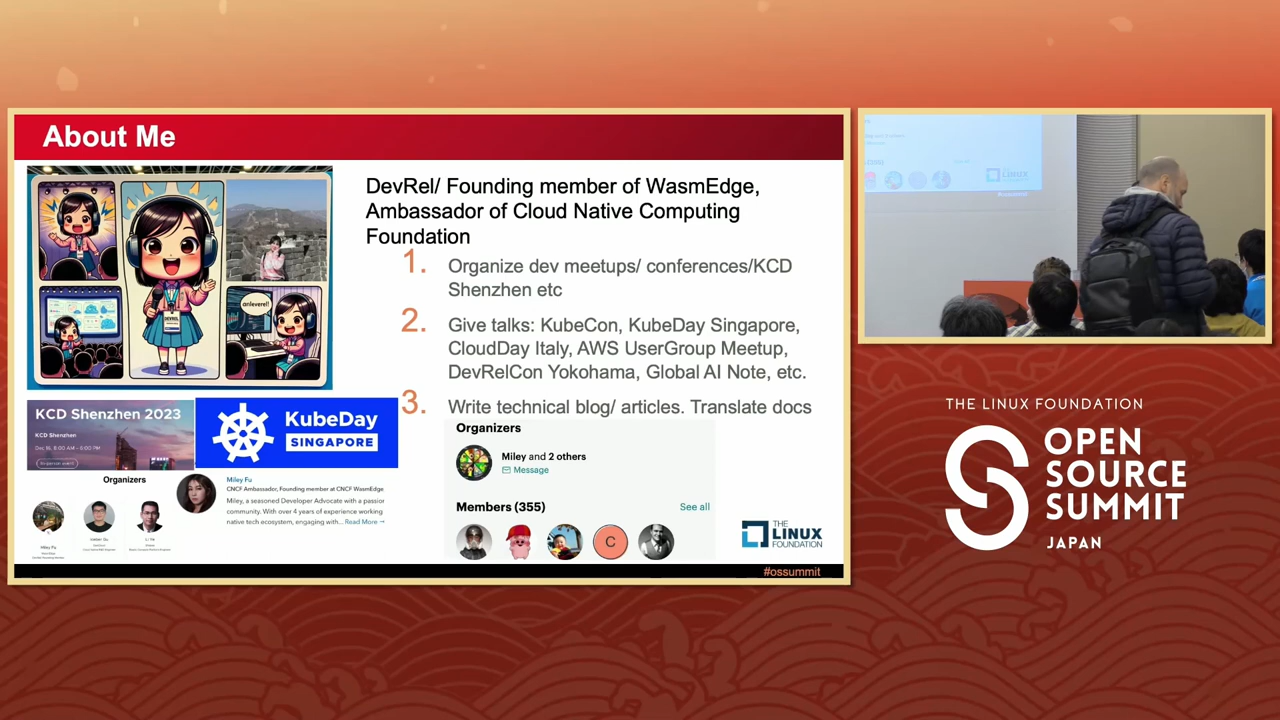 About Me
DevRel/ Founding member of WasmEdge,
Ambassador of Cloud Native Computing
Foundation
1. Organize dev meetups/ conferences/KCD
Shenzhen etc
2. Give talks: KubeCon, KubeDay Singapore,
CloudDay Italy, AWS UserGroup Meetup,
DevRelCon Yokohama, Global AI Note, etc.
3. Write technical blog/ articles. Translate docs
KCD Shenzhen 2023
KCD Shenzhen
KubeDay
SINGAPORE
Organizers
Miley Fu
CNCF Ambassador, Founding member at CNCF WasmEdge
Miley, a seasoned Developer Advocate with a passion
community. With over 4 years of experience working
native tech ecosystem, engaging with... Read More →
Organizers
Miley and 2 others
Message
Members (355)
See all
C
THE
LINUX
FOUNDATION
#ossummit
LINUX
THE LINUX FOUNDATION
OPEN
SOURCE
SUMMIT
JAPAN